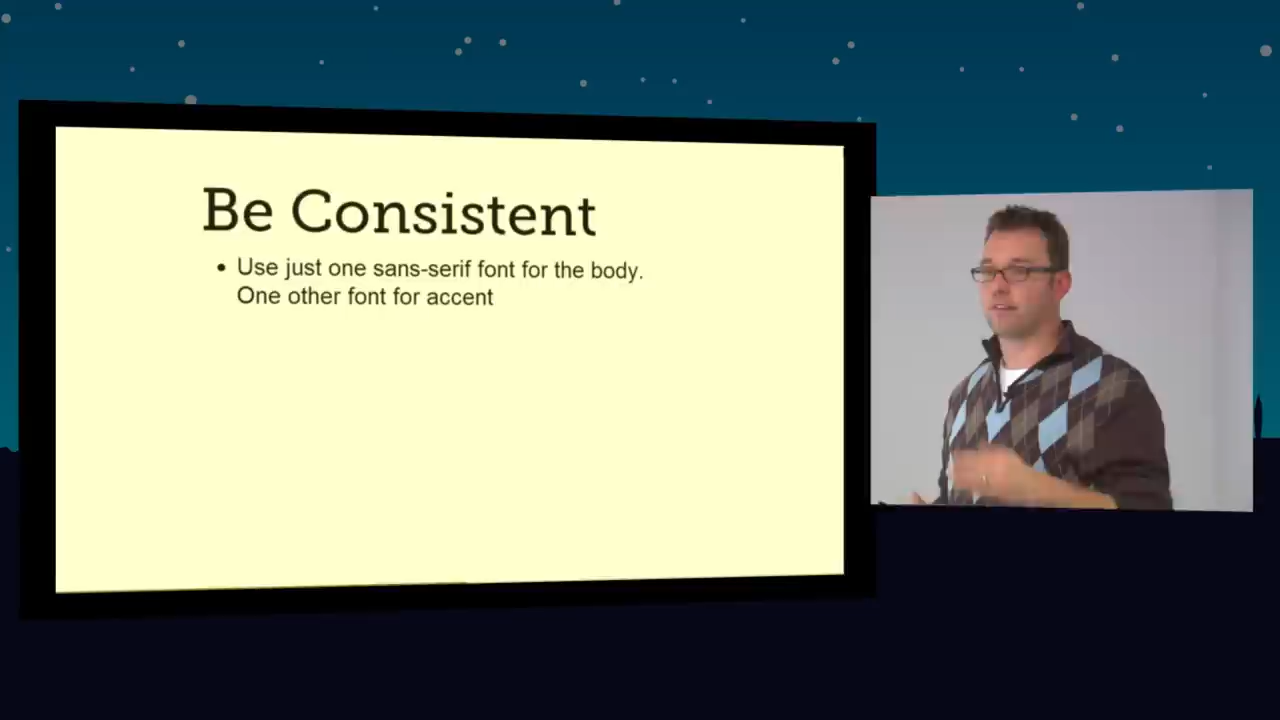 Be Consistent
• Use just one sans-serif font for the body.
One other font for accent